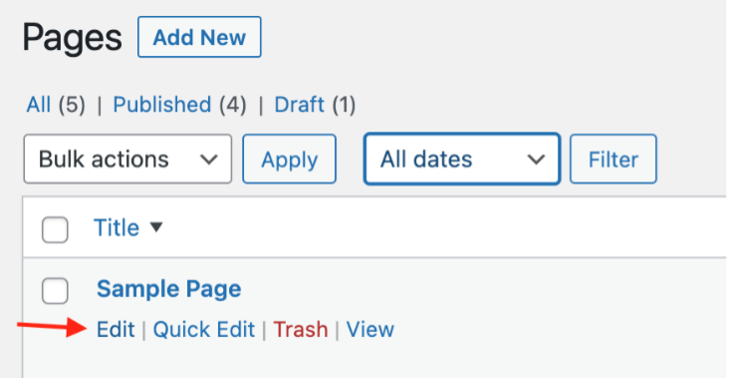 Pages Add New
All (5) | Published (4) | Draft (1)
Bulk actions Apply All dates Filter
Title
Sample Page
Edit | Quick Edit | Trash | View